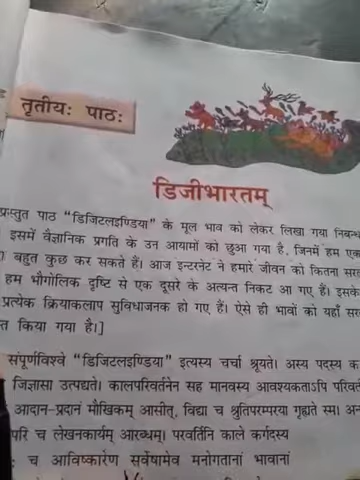 तृतीयः पाठः
डिजीभारतम्
प्रस्तुत पाठ “डिजिटलइण्डिया” के मूल भाव को लेकर लिखा गया निबन्ध
इसमें वैज्ञानिक प्रगति के उन आयामों को छुआ गया है, जिनमें हम एक
बहुत कुछ कर सकते हैं। आज इन्टरनेट ने हमारे जीवन को कितना सरल
हम भौगोलिक दृष्टि से एक दूसरे के अत्यन्त निकट आ गए हैं। इसके
प्रत्येक क्रियाकलाप सुविधाजनक हो गए हैं। ऐसे ही भावों को यहाँ सर
त किया गया है।]
संपूर्णविश्वे “डिजिटलइण्डिया” इत्यस्य चर्चा श्रूयते। अस्य पदस्य क
जिज्ञासा उत्पद्यते। कालपरिवर्तनेन सह मानवस्य आवश्यकताऽपि परिवर्त
आदान-प्रदानं मौखिकम् आसीत्, विद्या च श्रुतिपरम्परया गृह्यते स्म। अन
परि च लेखनकार्यम् आरब्धम्। परवर्तिनि काले कर्गदस्य
च आविष्कारेण सर्वेषामेव मनोगतानां भावानां